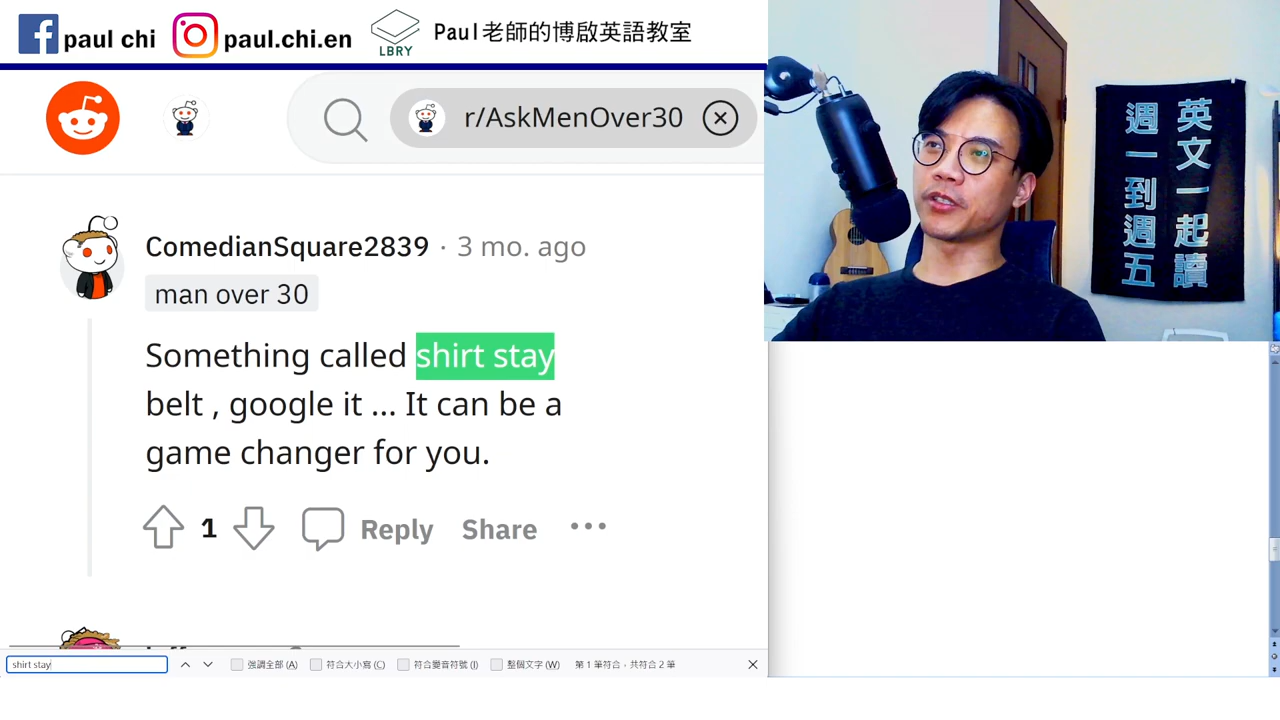 paul chi
paul.chi.en
LBRY
Paul老師的博啟英語教室
r/AskMenOver30
ComedianSquare2839 · 3 mo. ago
man over 30
Something called shirt stay
belt , google it ... It can be a
game changer for you.
1
Reply
Share
shirt stay
強調全部 (A)
符合大小寫 (C)
符合變音符號 (I)
整個文字 (W)
第 1 筆符合，共符合 2 筆
英文一起讀
週一到週五